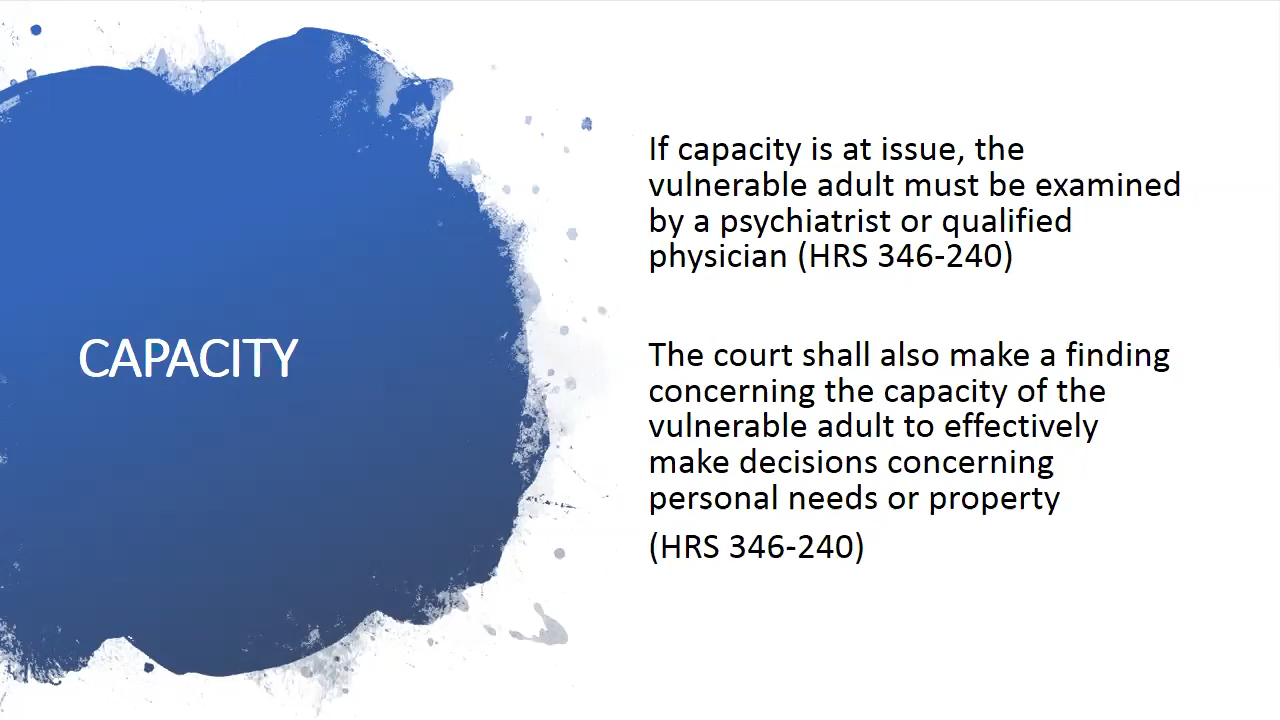 CAPACITY
If capacity is at issue, the
vulnerable adult must be examined
by a psychiatrist or qualified
physician (HRS 346-240)
The court shall also make a finding
concerning the capacity of the
vulnerable adult to effectively
make decisions concerning
personal needs or property
(HRS 346-240)